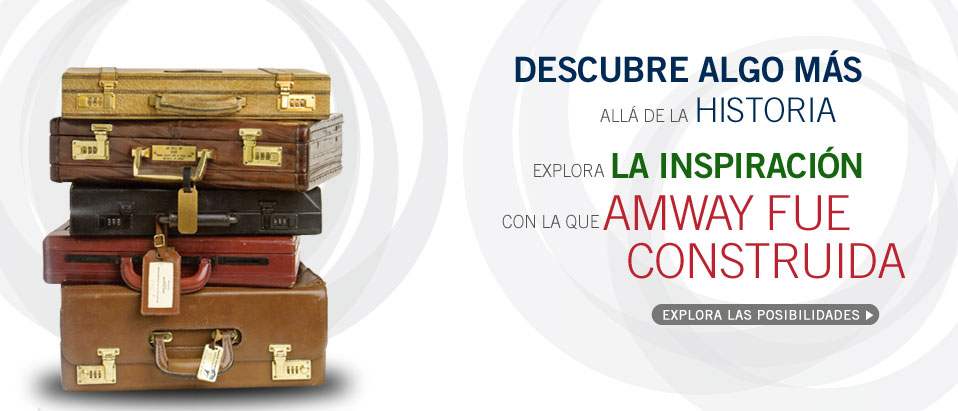 DESCUBRE ALGO MÁS
ALLÁ DE LA HISTORIA
EXPLORA LA INSPIRACIÓN
CON LA QUE AMWAY FUE
CONSTRUIDA
EXPLORA LAS POSIBILIDADES